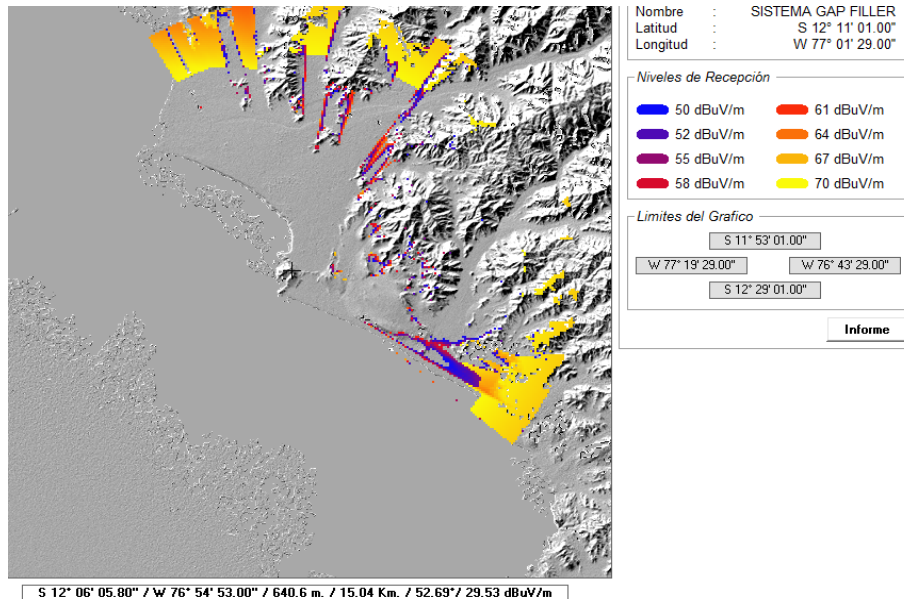 Nombre : SISTEMA GAP FILLER
Latitud : S 12° 11' 01.00"
Longitud : W 77° 01' 29.00"
Niveles de Recepción
50 dBuV/m 61 dBuV/m
52 dBuV/m 64 dBuV/m
55 dBuV/m 67 dBuV/m
58 dBuV/m 70 dBuV/m
Limites del Grafico
S 11° 53' 01.00"
W 77° 19' 29.00" W 76° 43' 29.00"
S 12° 29' 01.00"
Informe
S 12° 06' 05.80" / W 76° 54' 53.00" / 640.6 m. / 15.04 Km. / 52.69°/ 29.53 dBuV/m